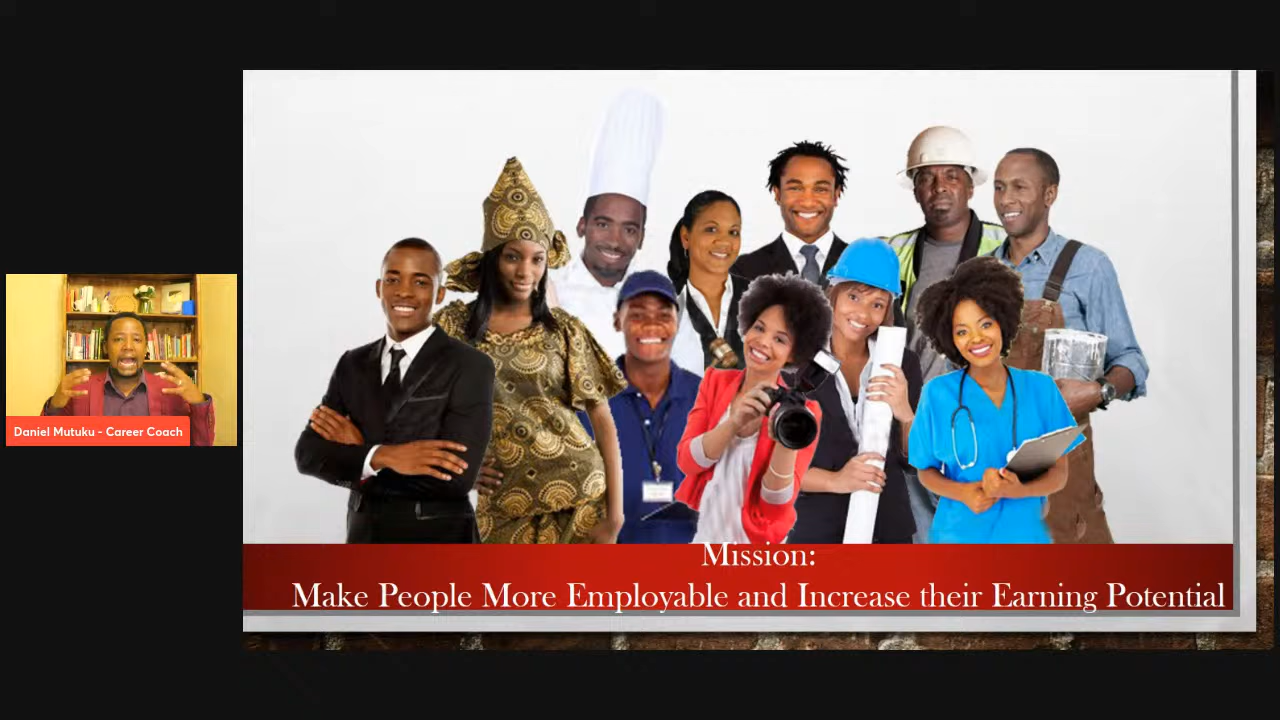 Daniel Mutuku - Career Coach
Mission:
Make People More Employable and Increase their Earning Potential